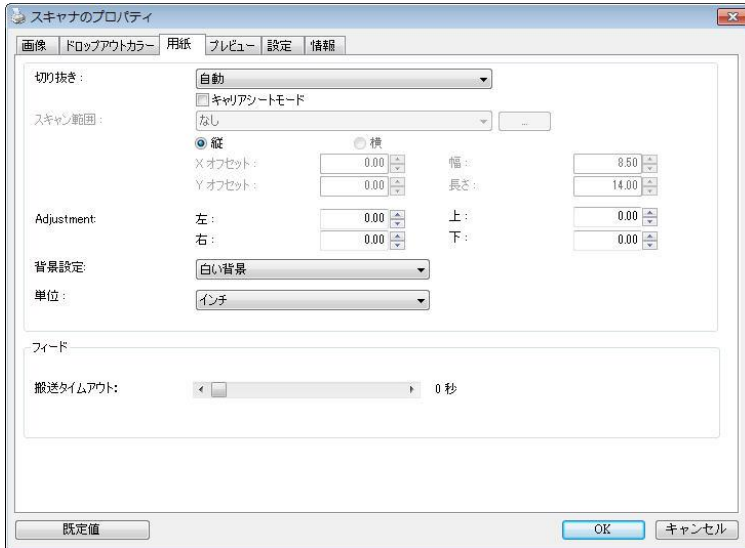 スキャナのプロパティ
画像 ドロップアウトカラー 用紙 プレビュー 設定 情報
切り抜き: 自動
キャリアシートモード
スキャン範囲: なし ...
縦 横
X オフセット: 0.00 幅: 8.50
Y オフセット: 0.00 長さ: 14.00
Adjustment: 左: 0.00 上: 0.00
右: 0.00 下: 0.00
背景設定: 白い背景
単位: インチ
フィード
搬送タイムアウト: 0 秒
既定値 OK キャンセル